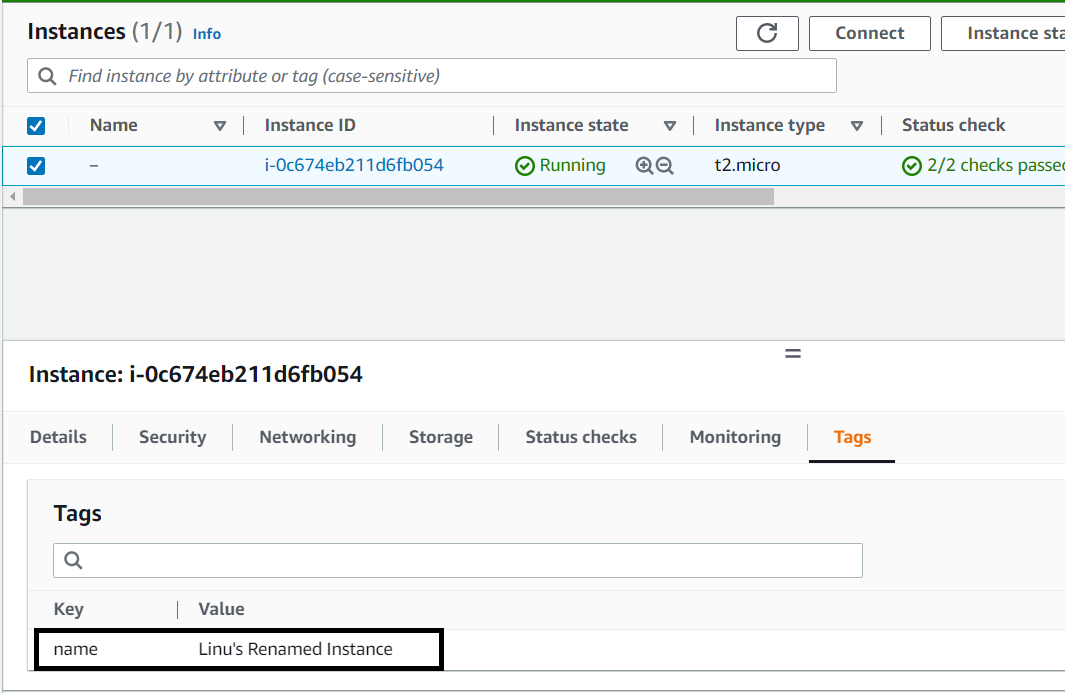 Instances (1/1) Info
Connect
Instance sta
Find instance by attribute or tag (case-sensitive)
Name Instance ID Instance state Instance type Status check
– i-0c674eb211d6fb054 Running t2.micro 2/2 checks passed
Instance: i-0c674eb211d6fb054
Details Security Networking Storage Status checks Monitoring Tags
Tags
Key Value
name Linu's Renamed Instance